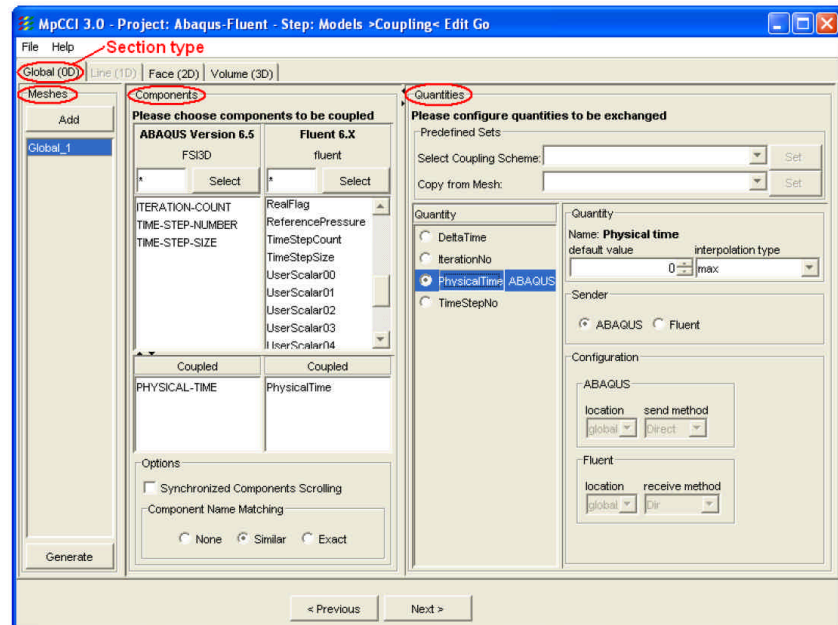 MpCCI 3.0 - Project: Abaqus-Fluent - Step: Models >Coupling< Edit Go
File Help
Section type
Global (0D) Line (1D) Face (2D) Volume (3D)
Meshes
Add
Global_1
Generate
Components
Please choose components to be coupled
ABAQUS Version 6.5
FSI3D
*
Select
ITERATION-COUNT
TIME-STEP-NUMBER
TIME-STEP-SIZE
Fluent 6.X
fluent
*
Select
RealFlag
ReferencePressure
TimeStepCount
TimeStepSize
UserScalar00
UserScalar01
UserScalar02
UserScalar03
UserScalar04
Coupled
PHYSICAL-TIME
Coupled
PhysicalTime
Options
Synchronized Components Scrolling
Component Name Matching
None Similar Exact
Quantities
Please configure quantities to be exchanged
Predefined Sets
Select Coupling Scheme: Set
Copy from Mesh: Set
Quantity
DeltaTime
IterationNo
PhysicalTime ABAQUS
TimeStepNo
Quantity
Name: Physical time
default value interpolation type
0 max
Sender
ABAQUS Fluent
Configuration
ABAQUS
location send method
global Direct
Fluent
location receive method
global Dir
< Previous Next >